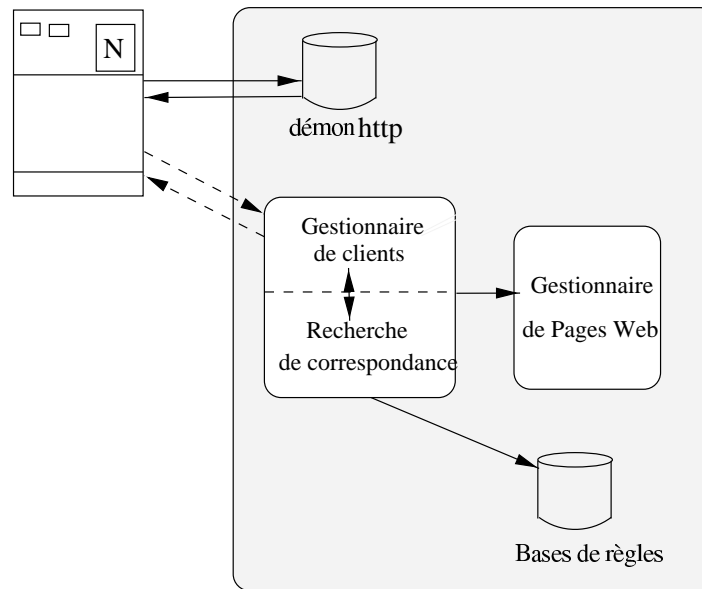 N
démon http
Gestionnaire
de clients
Recherche
de correspondance
Gestionnaire
de Pages Web
Bases de règles